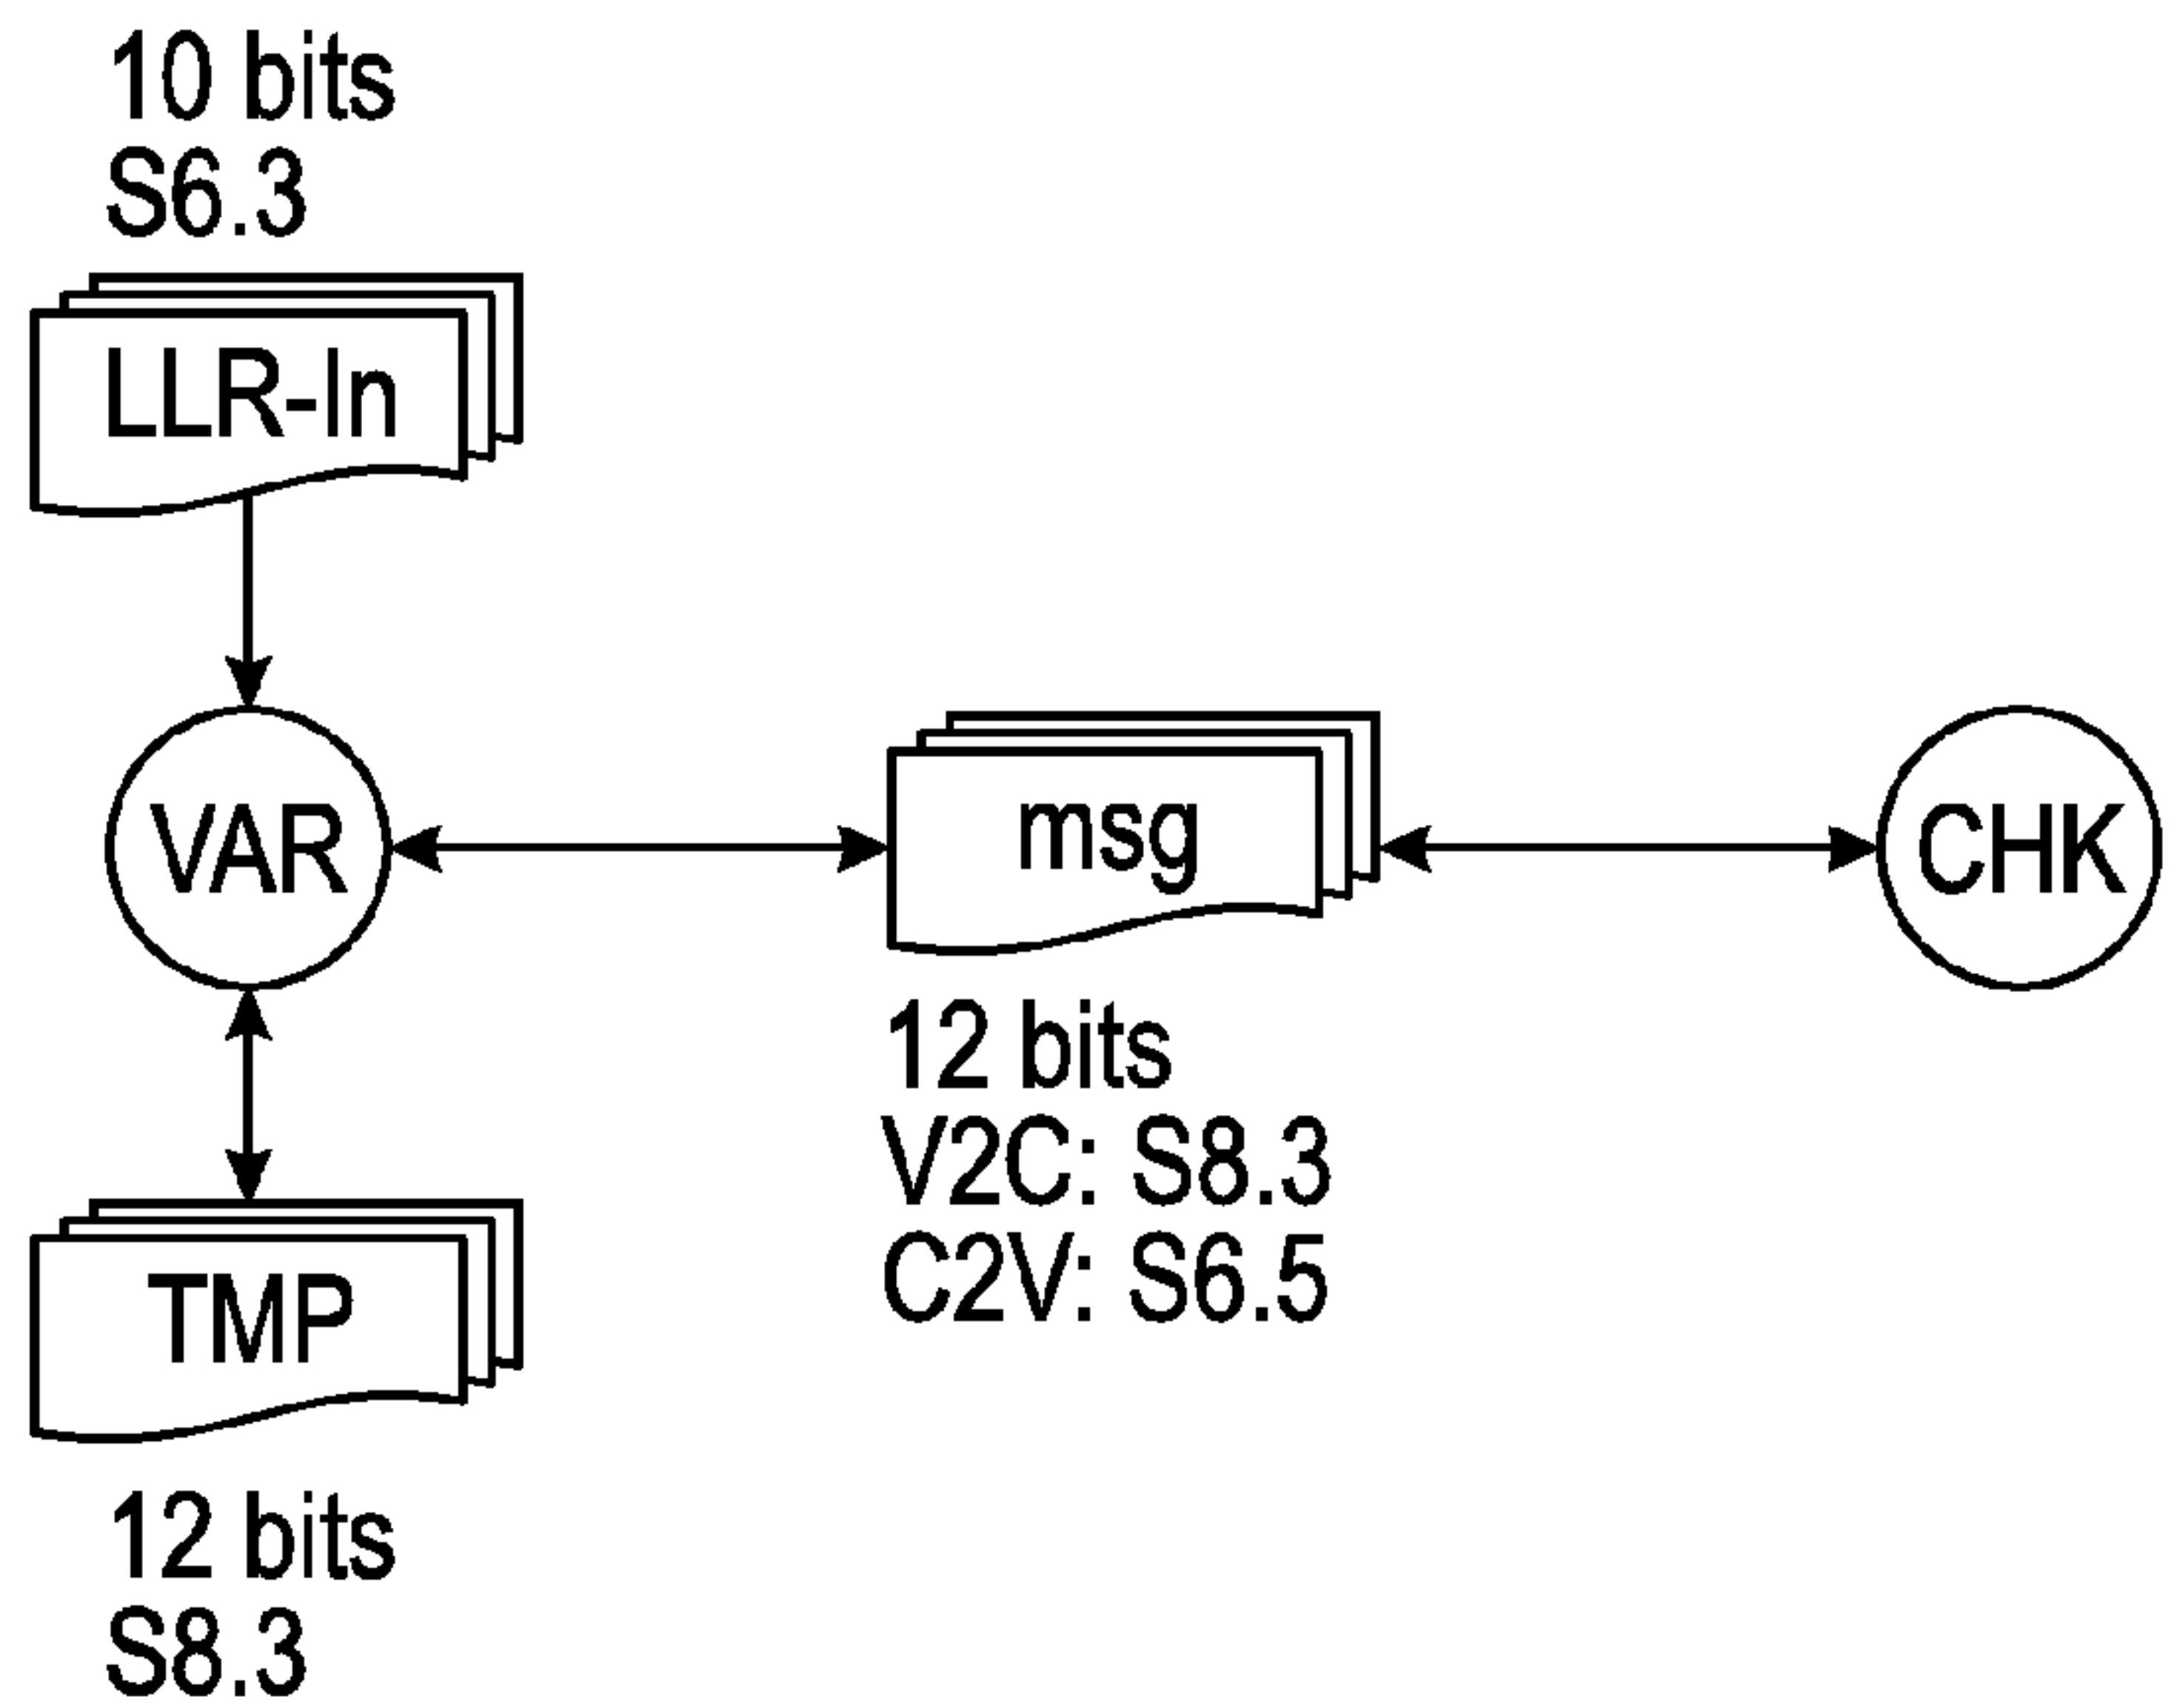 10 bits
S6.3
LLR-In
VAR
msg
CHK
12 bits
V2C: S8.3
C2V: S6.5
TMP
12 bits
S8.3